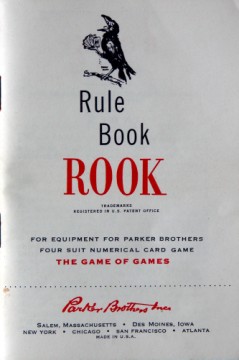 Rule
Book
ROOK
TRADEMARK
REGISTERED IN U.S. PATENT OFFICE
FOR EQUIPMENT FOR PARKER BROTHERS
FOUR SUIT NUMERICAL CARD GAME
THE GAME OF GAMES
Parker Brothers Inc
SALEM, MASSACHUSETTS • DES MOINES, IOWA
NEW YORK • CHICAGO • SAN FRANCISCO • ATLANTA
MADE IN U.S.A.